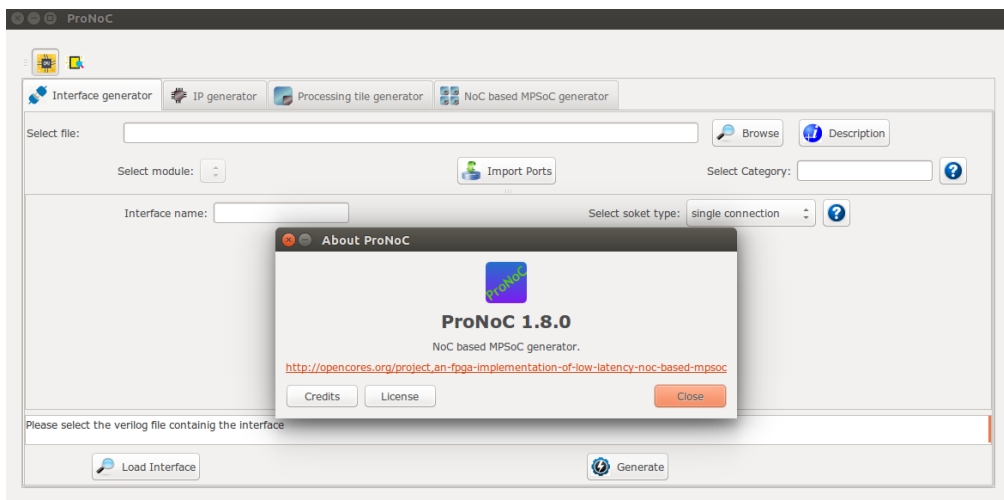 ProNoC
Interface generator IP generator Processing tile generator NoC based MPSoC generator
Select file: Browse Description
Select module: Import Ports Select Category:
Interface name: Select soket type: single connection
About ProNoC
ProNoC
ProNoC 1.8.0
NoC based MPSoC generator.
http://opencores.org/project,an-fpga-implementation-of-low-latency-noc-based-mpsoc
Credits License Close
Please select the verilog file containig the interface
Load Interface Generate